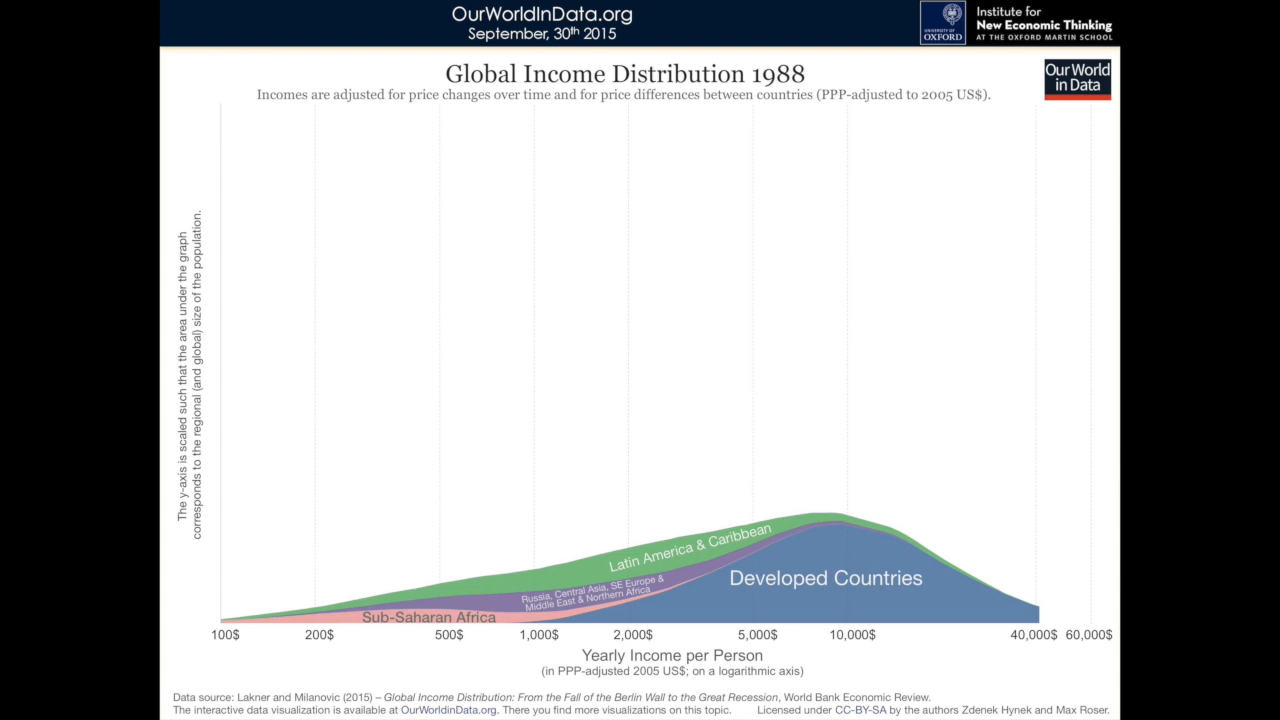 OurWorldInData.org
September, 30th 2015
UNIVERSITY OF
OXFORD
Institute for
New Economic Thinking
AT THE OXFORD MARTIN SCHOOL
Global Income Distribution 1988
Incomes are adjusted for price changes over time and for price differences between countries (PPP-adjusted to 2005 US$).
Our World
in Data
The y-axis is scaled such that the area under the graph
corresponds to the regional (and global) size of the population.
Latin America & Caribbean
Russia, Central Asia, SE Europe &
Middle East & Northern Africa
Developed Countries
Sub-Saharan Africa
100$ 200$ 500$ 1,000$ 2,000$ 5,000$ 10,000$ 40,000$ 60,000$
Yearly Income per Person
(in PPP-adjusted 2005 US$; on a logarithmic axis)
Data source: Lakner and Milanovic (2015) – Global Income Distribution: From the Fall of the Berlin Wall to the Great Recession, World Bank Economic Review.
The interactive data visualization is available at OurWorldinData.org. There you find more visualizations on this topic. Licensed under CC-BY-SA by the authors Zdenek Hynek and Max Roser.